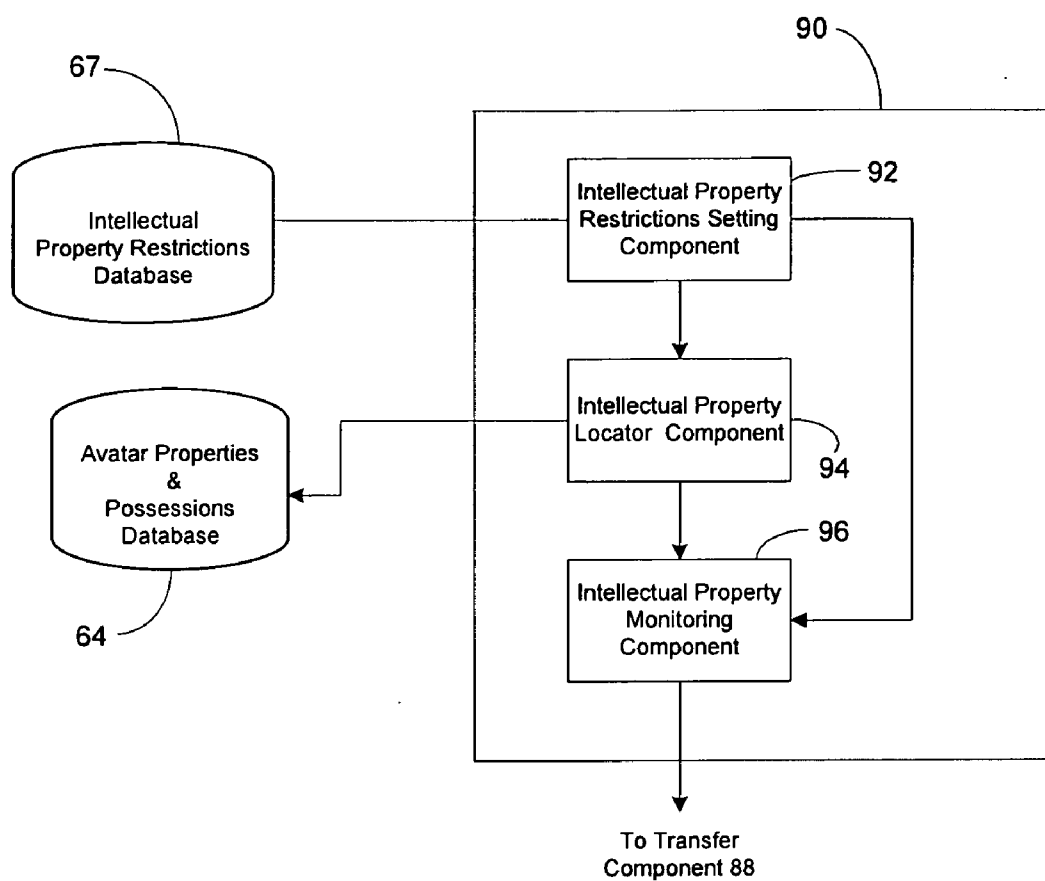 90
67
92
Intellectual Property
Restrictions Setting
Component
Intellectual
Property Restrictions
Database
Intellectual Property
Locator Component
94
Avatar Properties
&
Possessions
Database
64
96
Intellectual Property
Monitoring
Component
To Transfer
Component 88